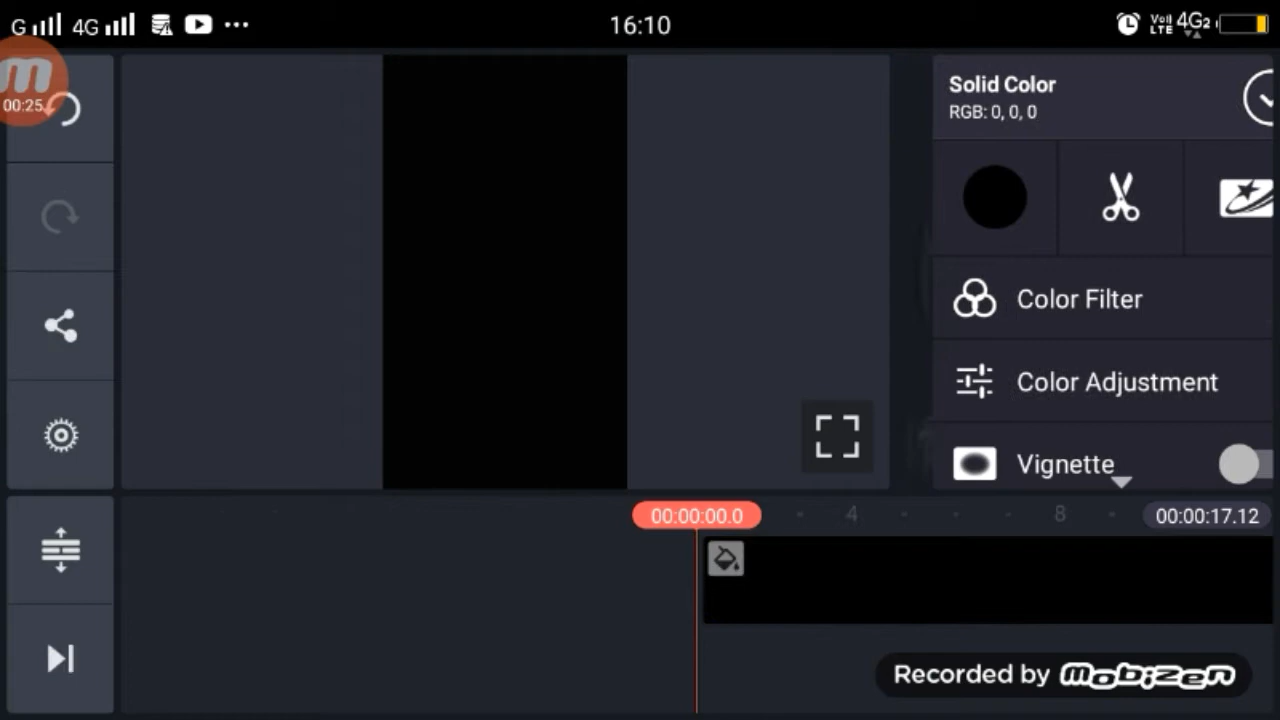 G 4G 16:10 VoLTE 4G2
m
00:25
Solid Color
RGB: 0, 0, 0
Color Filter
Color Adjustment
Vignette
00:00:00.0 4 8 00:00:17.12
Recorded by mobizen